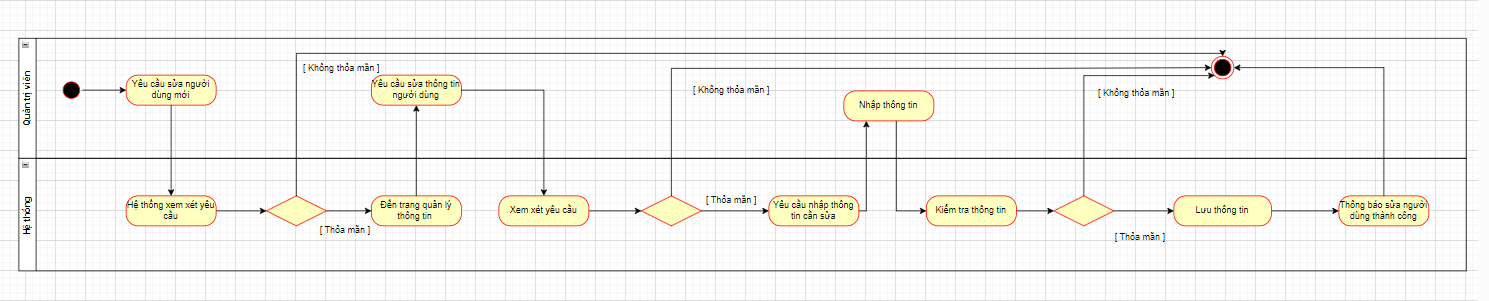 Quản trị viên
Yêu cầu sửa người
dùng mới
[ Không thỏa mãn ]
Yêu cầu sửa thông tin
người dùng
[ Không thỏa mãn ]
Nhập thông tin
[ Không thỏa mãn ]
Hệ thống
Hệ thống xem xét yêu
cầu
[ Thỏa mãn ]
Đến trang quản lý
thông tin
Xem xét yêu cầu
[ Thỏa mãn ]
Yêu cầu nhập thông
tin cần sửa
Kiểm tra thông tin
[ Thỏa mãn ]
Lưu thông tin
Thông báo sửa người
dùng thành công